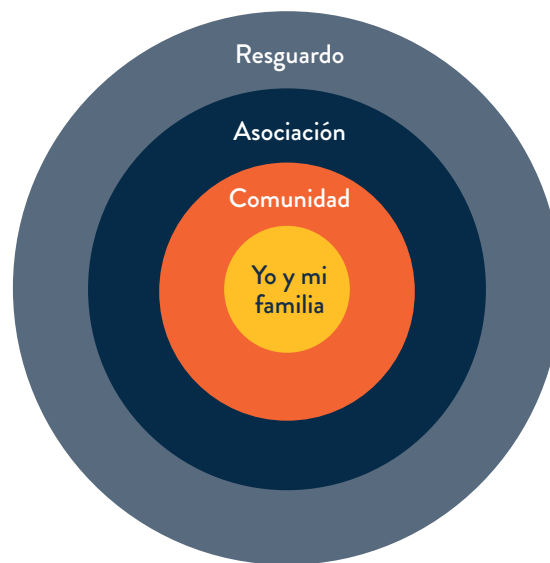 Resguardo
Asociación
Comunidad
Yo y mi
familia